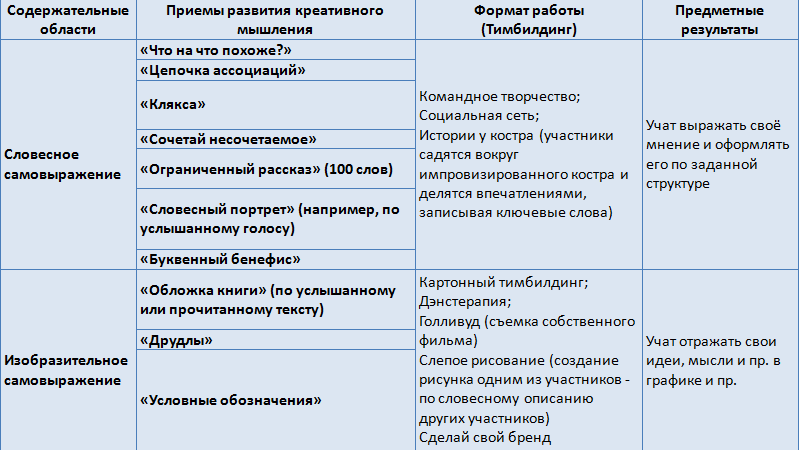 Содержательные
области
Приемы развития креативного
мышления
Формат работы
(Тимбилдинг)
Предметные
результаты
Словесное
самовыражение
«Что на что похоже?»
«Цепочка ассоциаций»
«Клякса»
«Сочетай несочетаемое»
«Ограниченный рассказ» (100 слов)
«Словесный портрет» (например, по
услышанному голосу)
«Буквенный бенефис»
Командное творчество;
Социальная сеть;
Истории у костра (участники
садятся вокруг
импровизированного костра и
делятся впечатлениями,
записывая ключевые слова)
Учат выражать своё
мнение и оформлять
его по заданной
структуре
Изобразительное
самовыражение
«Обложка книги» (по услышанному
или прочитанному тексту)
«Друдлы»
«Условные обозначения»
Картонный тимбилдинг;
Дэнстерапия;
Голливуд (съемка собственного
фильма)
Слепое рисование (создание
рисунка одним из участников -
по словесному описанию
других участников)
Сделай свой бренд
Учат отражать свои
идеи, мысли и пр. в
графике и пр.